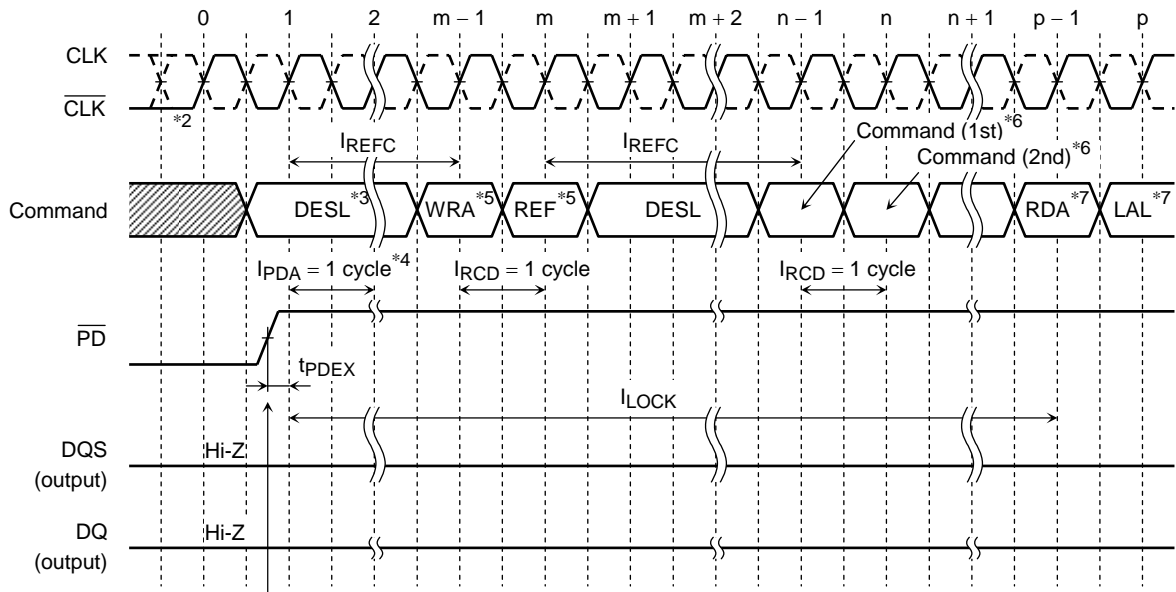 0 1 2 m − 1 m m + 1 m + 2 n − 1 n n + 1 p − 1 p
CLK
CLK
*2
IREFC IREFC Command (1st)*6
Command (2nd)*6
Command DESL*3 WRA*5 REF*5 DESL RDA*7 LAL*7
IPDA = 1 cycle*4 IRCD = 1 cycle IRCD = 1 cycle
PD
tPDEX
ILOCK
DQS
(output)
Hi-Z
DQ
(output)
Hi-Z